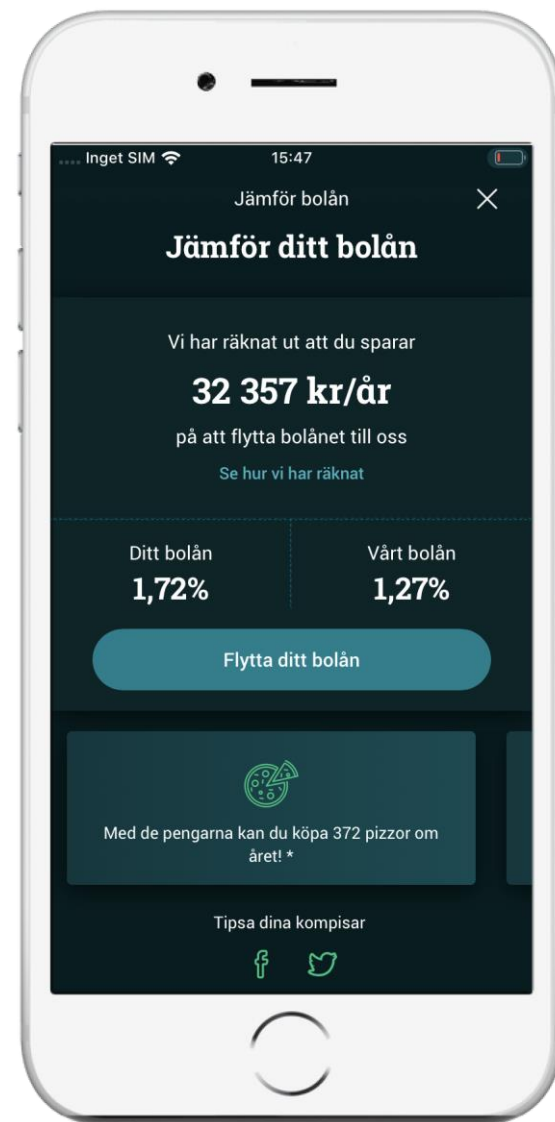 Inget SIM 15:47
Jämför bolån
Jämför ditt bolån
Vi har räknat ut att du sparar
32 357 kr/år
på att flytta bolånet till oss
Se hur vi har räknat
Ditt bolån Vårt bolån
1,72% 1,27%
Flytta ditt bolån
Med de pengarna kan du köpa 372 pizzor om
året! *
Tipsa dina kompisar